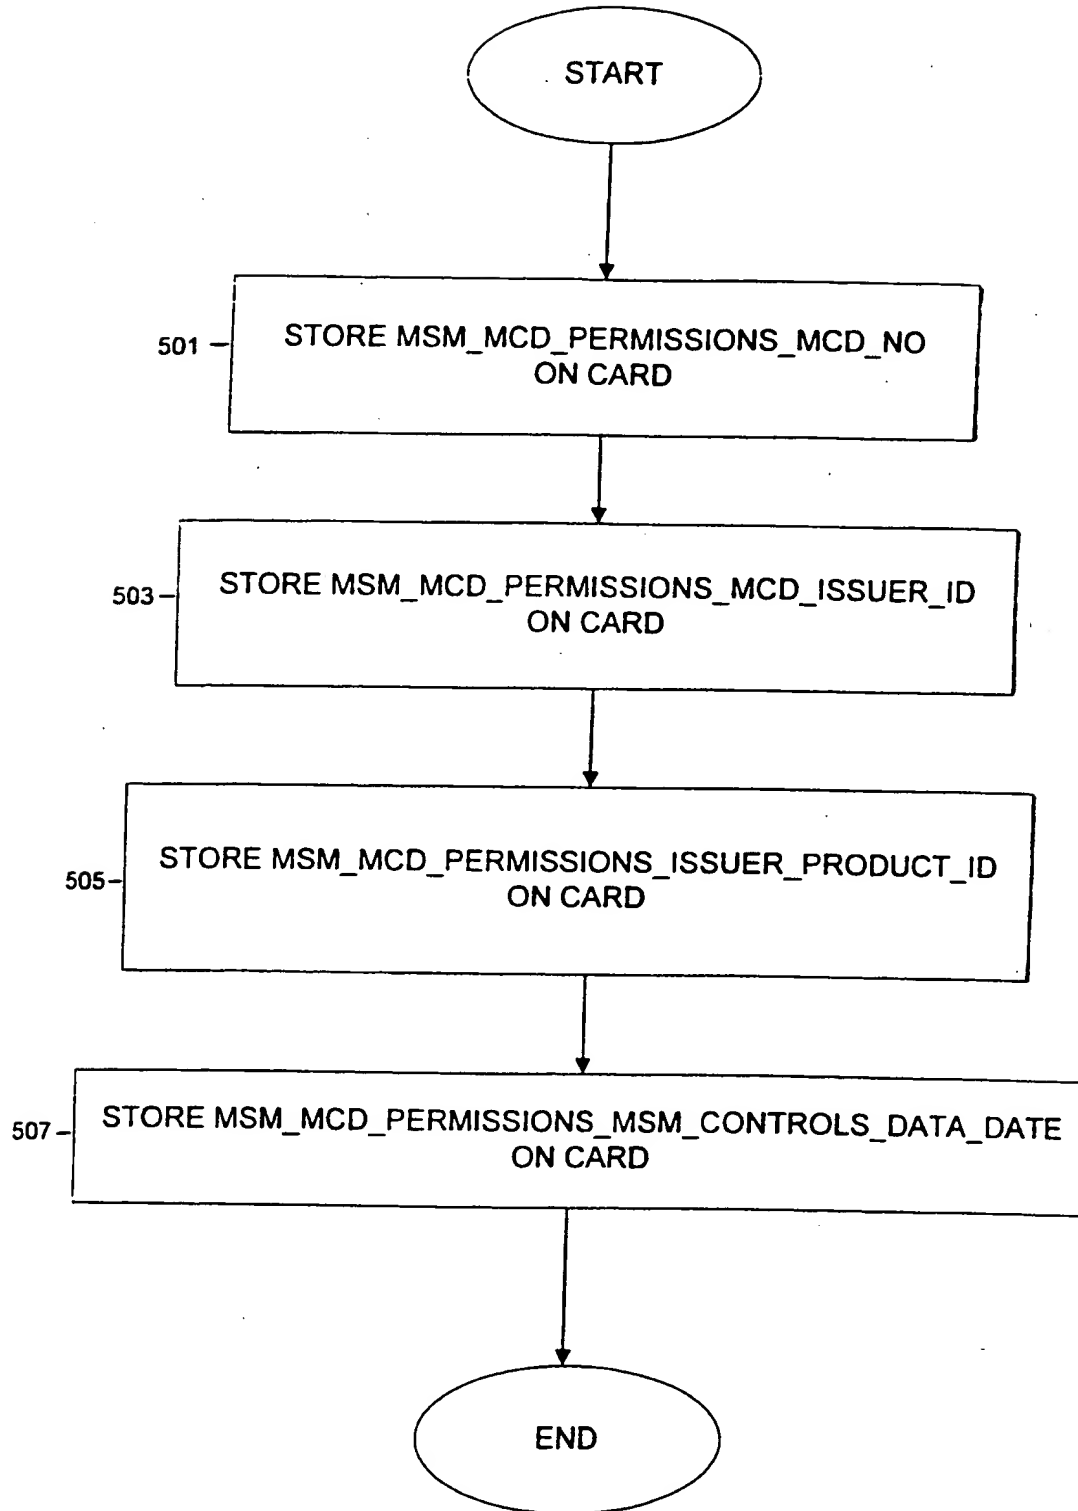 START
501
STORE MSM_MCD_PERMISSIONS_MCD_NO
ON CARD
503
STORE MSM_MCD_PERMISSIONS_MCD_ISSUER_ID
ON CARD
505
STORE MSM_MCD_PERMISSIONS_ISSUER_PRODUCT_ID
ON CARD
507
STORE MSM_MCD_PERMISSIONS_MSM_CONTROLS_DATA_DATE
ON CARD
END